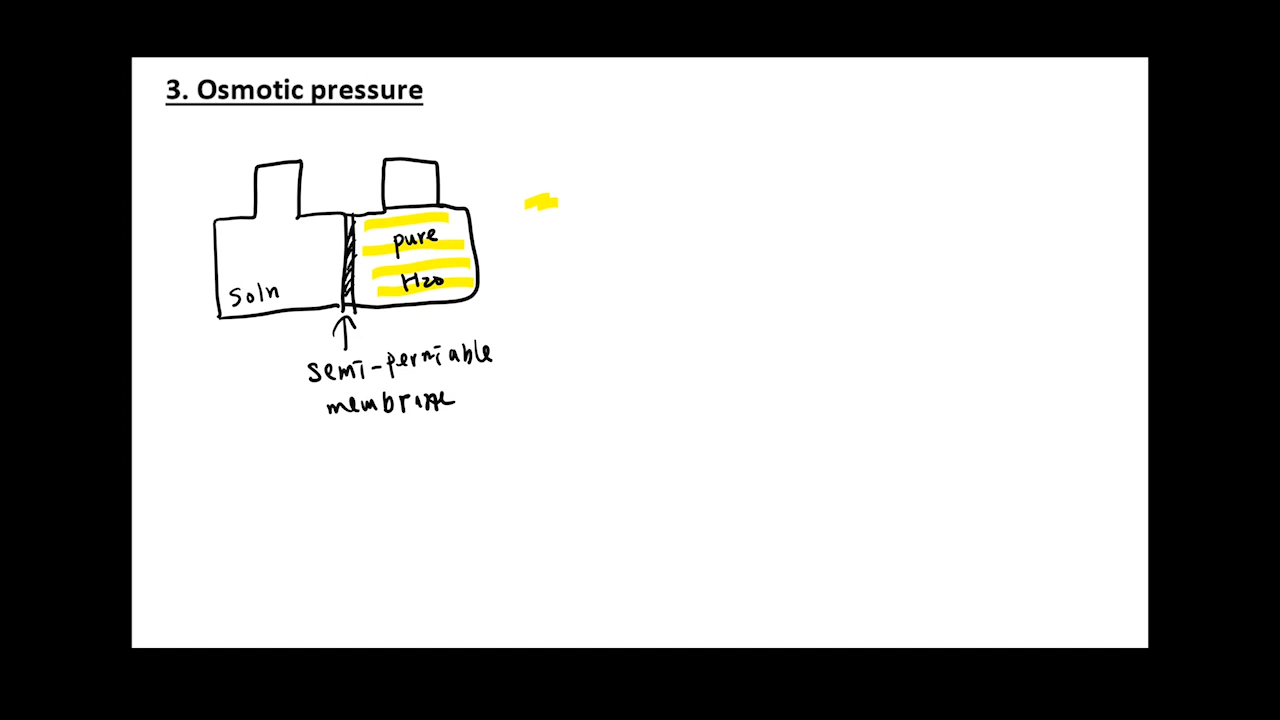 3. Osmotic pressure
pure
H2O
Soln
semi-permiable
membrane